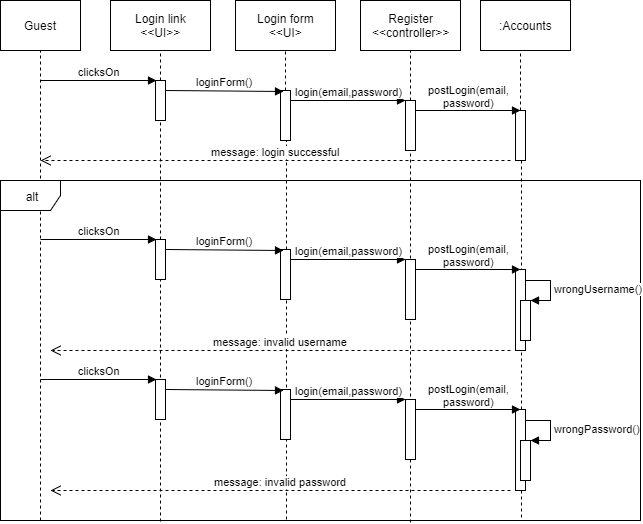 Guest
Login link
<<UI>>
Login form
<<UI>
Register
<<controller>>
:Accounts
clicksOn
loginForm()
login(email,password)
postLogin(email,
password)
message: login successful
alt
clicksOn
loginForm()
login(email,password)
postLogin(email,
password)
wrongUsername()
message: invalid username
clicksOn
loginForm()
login(email,password)
postLogin(email,
password)
wrongPassword()
message: invalid password